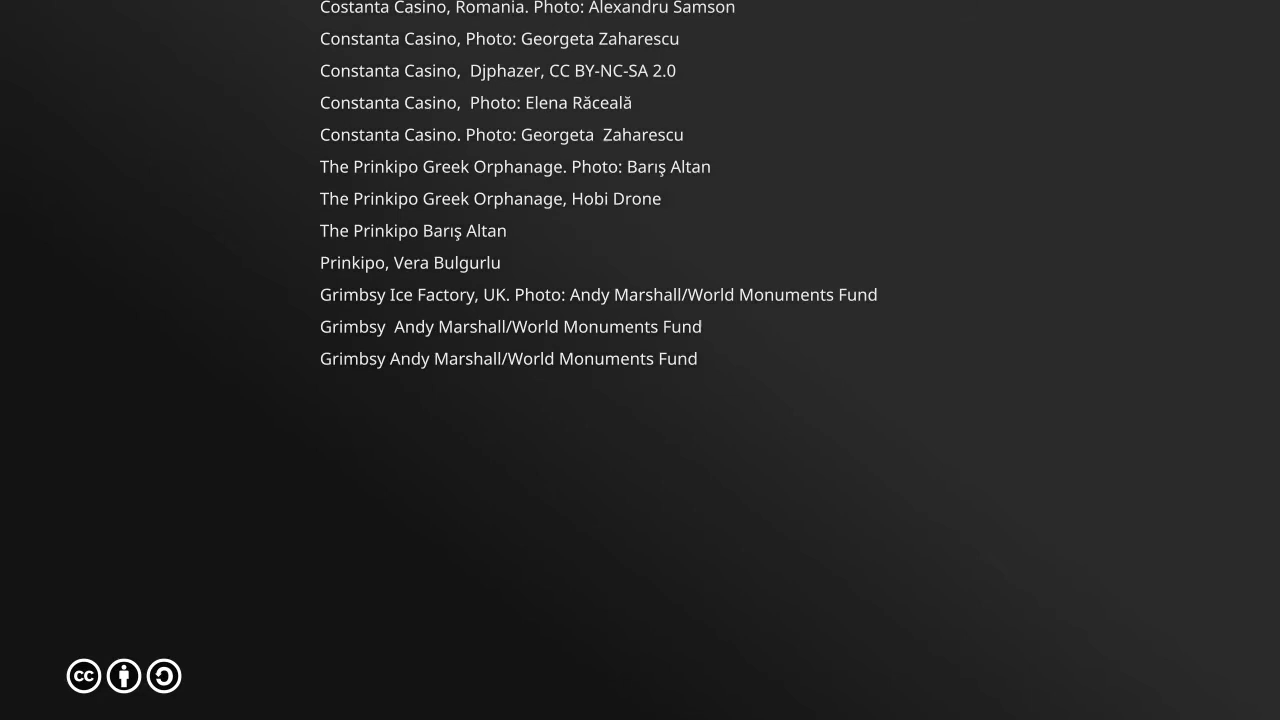 Costanta Casino, Romania. Photo: Alexandru Samson
Constanta Casino, Photo: Georgeta Zaharescu
Constanta Casino,  Djphazer, CC BY-NC-SA 2.0
Constanta Casino,  Photo: Elena Răceală
Constanta Casino. Photo: Georgeta  Zaharescu
The Prinkipo Greek Orphanage. Photo: Barış Altan
The Prinkipo Greek Orphanage, Hobi Drone
The Prinkipo Barış Altan
Prinkipo, Vera Bulgurlu
Grimbsy Ice Factory, UK. Photo: Andy Marshall/World Monuments Fund
Grimbsy  Andy Marshall/World Monuments Fund
Grimbsy Andy Marshall/World Monuments Fund
cc